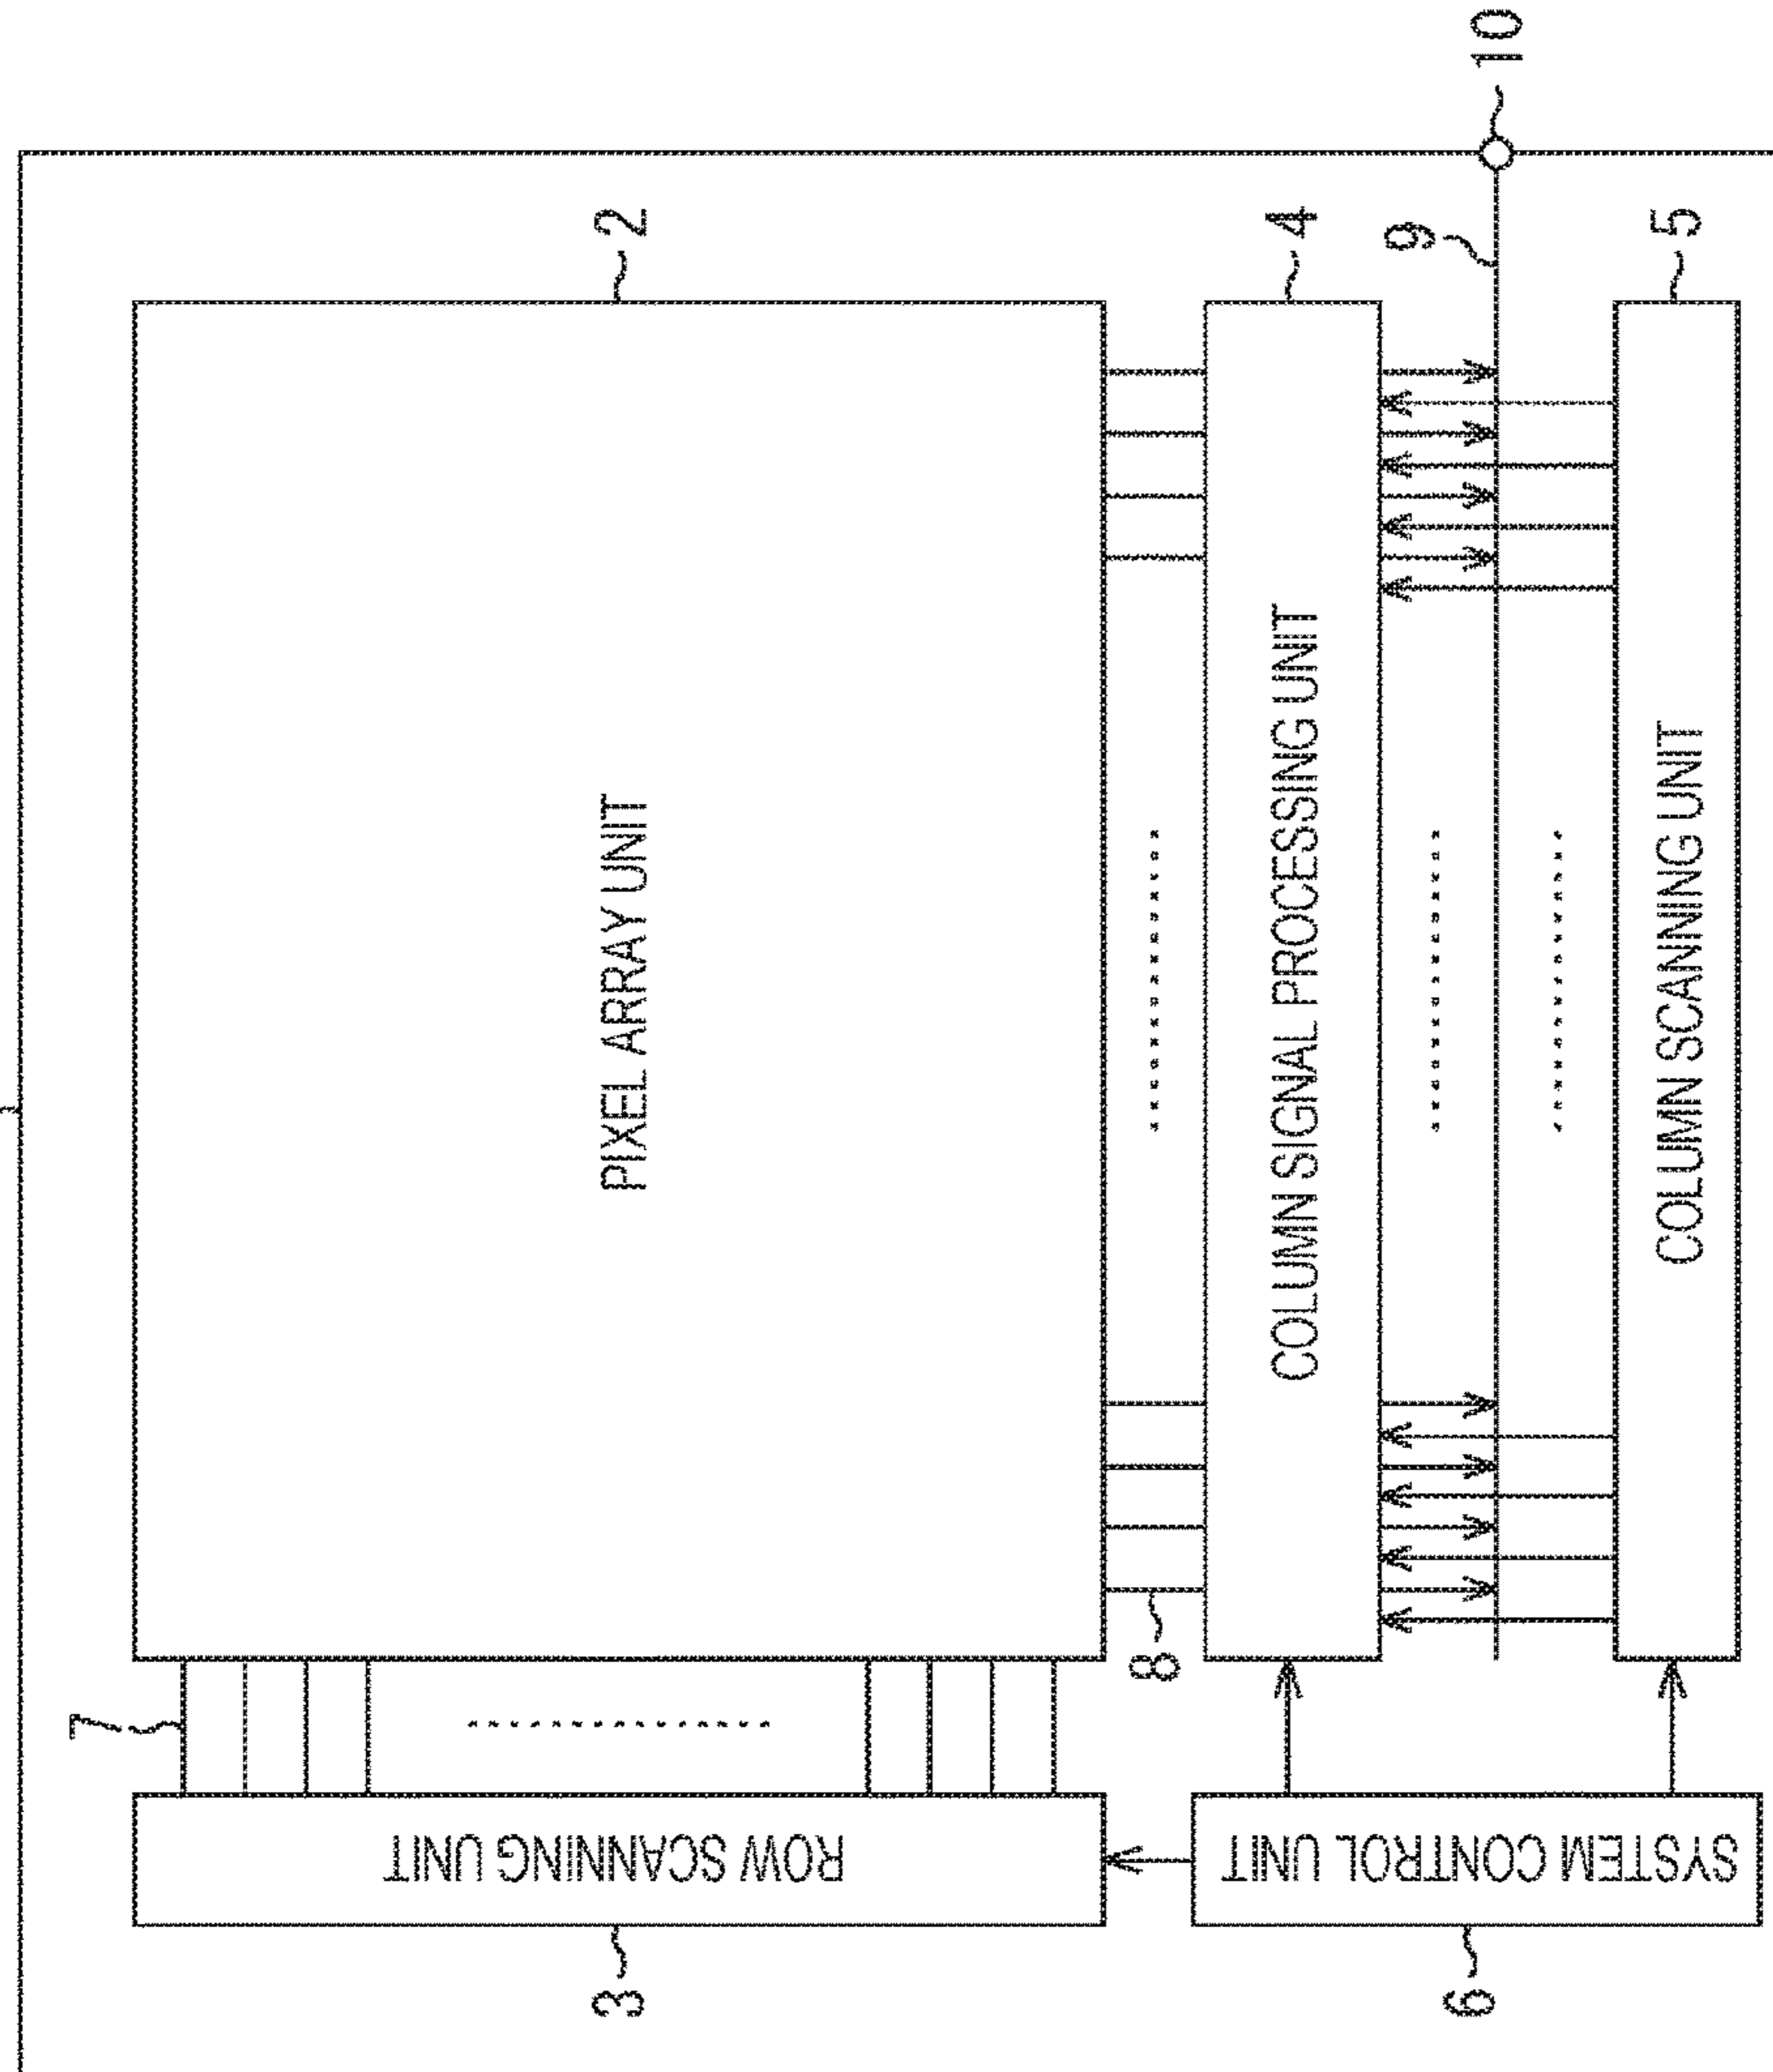 10
2
PIXEL ARRAY UNIT
7
ROW SCANNING UNIT
3
8
4
COLUMN SIGNAL PROCESSING UNIT
9
5
COLUMN SCANNING UNIT
SYSTEM CONTROL UNIT
6